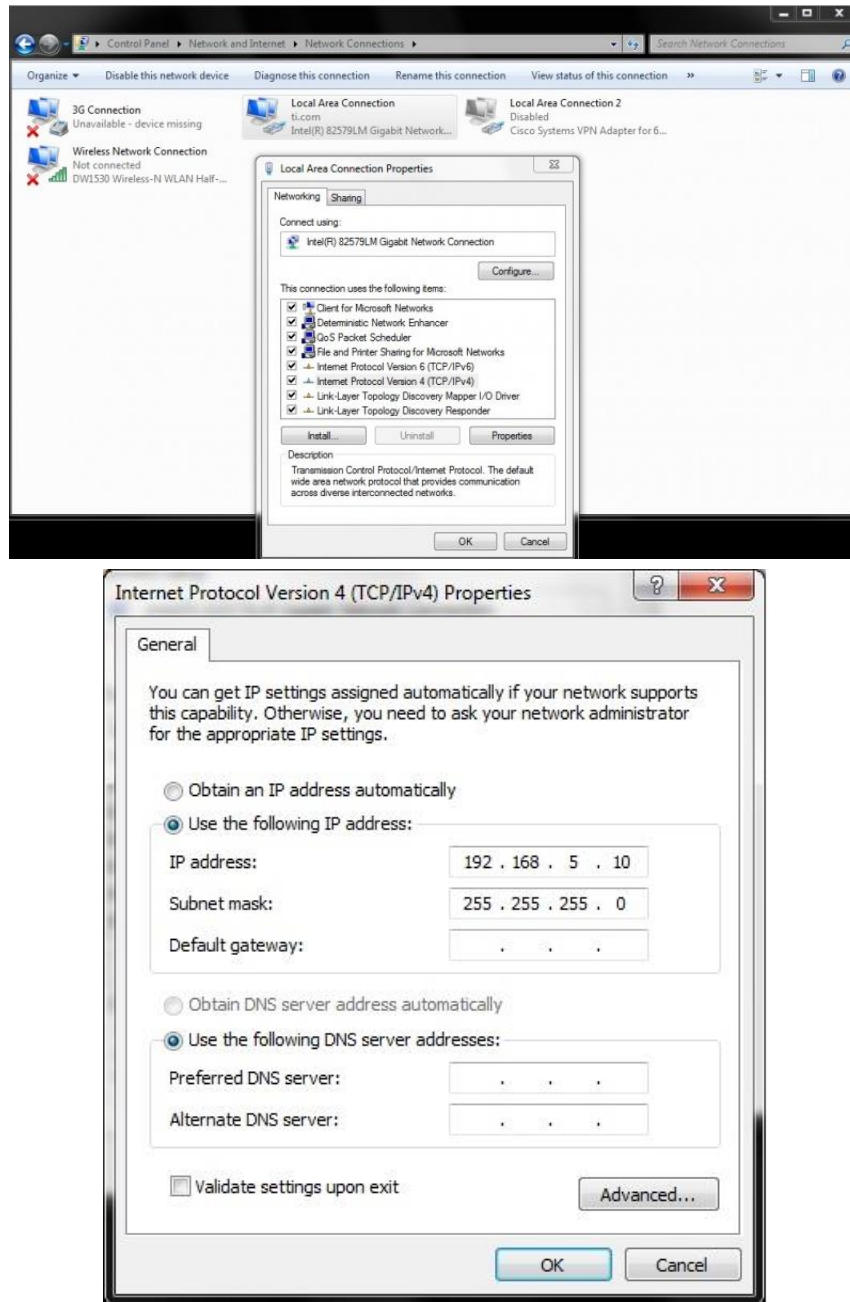 Control Panel ▸ Network and Internet ▸ Network Connections ▸
Search Network Connections
Organize ▾ Disable this network device Diagnose this connection Rename this connection View status of this connection »
3G Connection
Unavailable - device missing
Local Area Connection
ti.com
Intel(R) 82579LM Gigabit Network...
Local Area Connection 2
Disabled
Cisco Systems VPN Adapter for 6...
Wireless Network Connection
Not connected
DW1530 Wireless-N WLAN Half-...
Local Area Connection Properties
Networking Sharing
Connect using:
Intel(R) 82579LM Gigabit Network Connection
Configure...
This connection uses the following items:
Client for Microsoft Networks
Deterministic Network Enhancer
QoS Packet Scheduler
File and Printer Sharing for Microsoft Networks
Internet Protocol Version 6 (TCP/IPv6)
Internet Protocol Version 4 (TCP/IPv4)
Link-Layer Topology Discovery Mapper I/O Driver
Link-Layer Topology Discovery Responder
Install... Uninstall Properties
Description
Transmission Control Protocol/Internet Protocol. The default
wide area network protocol that provides communication
across diverse interconnected networks.
OK Cancel
Internet Protocol Version 4 (TCP/IPv4) Properties
General
You can get IP settings assigned automatically if your network supports
this capability. Otherwise, you need to ask your network administrator
for the appropriate IP settings.
Obtain an IP address automatically
Use the following IP address:
IP address: 192 . 168 . 5 . 10
Subnet mask: 255 . 255 . 255 . 0
Default gateway: . . .
Obtain DNS server address automatically
Use the following DNS server addresses:
Preferred DNS server: . . .
Alternate DNS server: . . .
Validate settings upon exit
Advanced...
OK Cancel